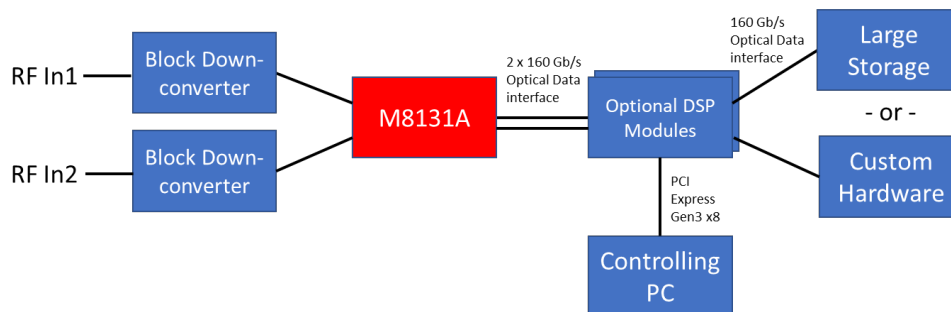 RF In1
Block Down-
converter
RF In2
Block Down-
converter
M8131A
2 x 160 Gb/s
Optical Data
interface
Optional DSP
Modules
160 Gb/s
Optical Data
interface
Large
Storage
- or -
Custom
Hardware
PCI
Express
Gen3 x8
Controlling
PC